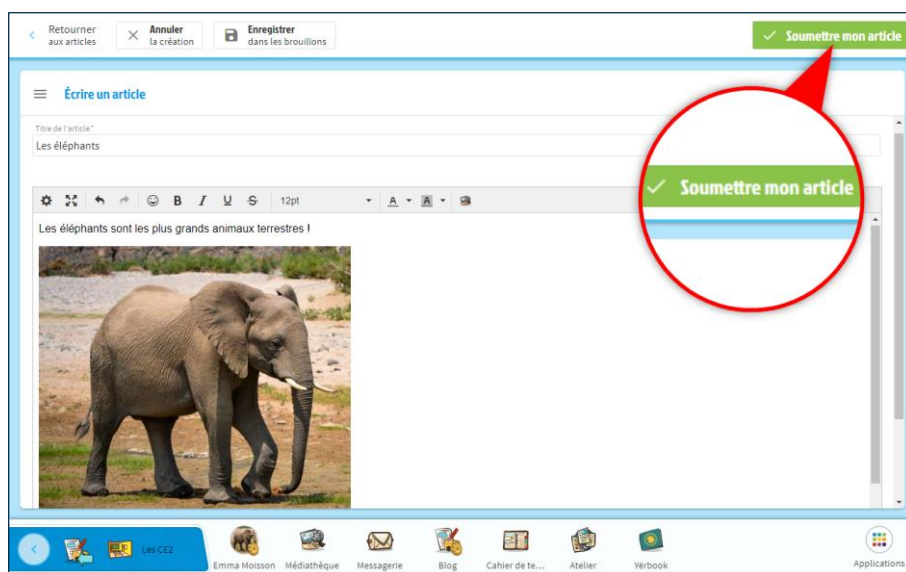 Retourner
aux articles
Annuler
la création
Enregistrer
dans les brouillons
Soumettre mon article
Écrire un article
Titre de l'article *
Les éléphants
B I U S 12pt A A
Soumettre mon article
Les éléphants sont les plus grands animaux terrestres !
Les CE2
Emma Moisson
Médiathèque
Messagerie
Blog
Cahier de te...
Atelier
Yerbook
Applications